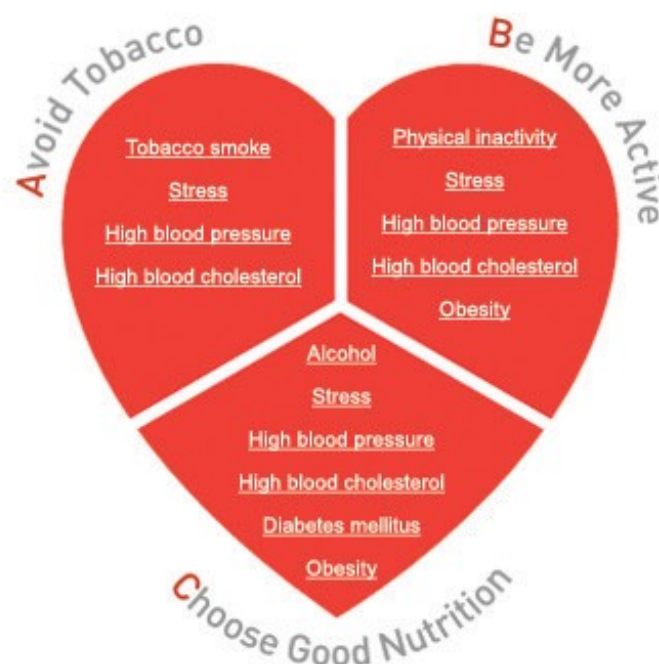 Avoid Tobacco
Tobacco smoke
Stress
High blood pressure
High blood cholesterol
Be More Active
Physical inactivity
Stress
High blood pressure
High blood cholesterol
Obesity
Alcohol
Stress
High blood pressure
High blood cholesterol
Diabetes mellitus
Obesity
Choose Good Nutrition